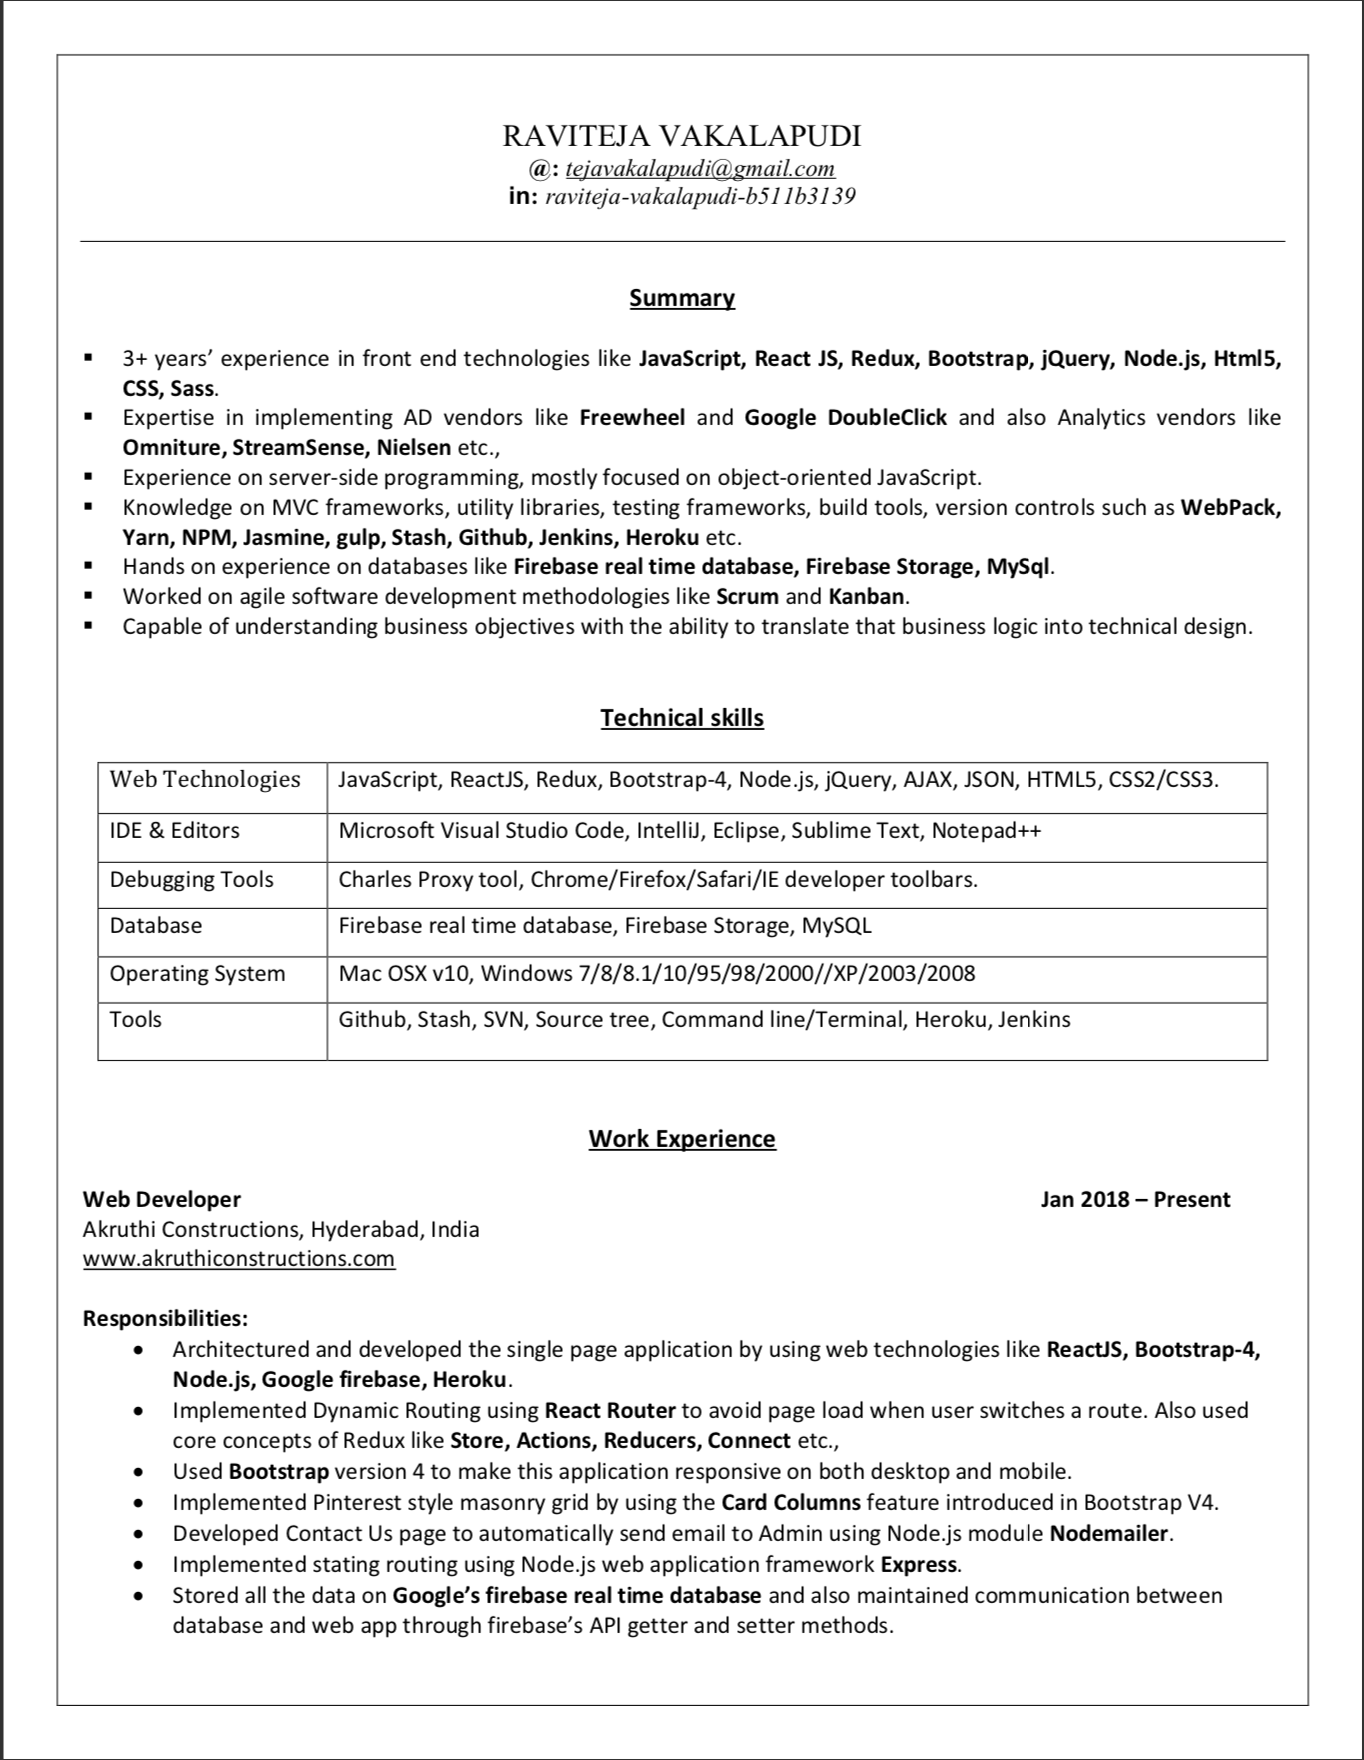 RAVITEJA VAKALAPUDI
@: tejavakalapudi@gmail.com
in: raviteja-vakalapudi-b511b3139
Summary
▪ 3+ years’ experience in front end technologies like JavaScript, React JS, Redux, Bootstrap, jQuery, Node.js, Html5,
CSS, Sass.
▪ Expertise in implementing AD vendors like Freewheel and Google DoubleClick and also Analytics vendors like
Omniture, StreamSense, Nielsen etc.,
▪ Experience on server-side programming, mostly focused on object-oriented JavaScript.
▪ Knowledge on MVC frameworks, utility libraries, testing frameworks, build tools, version controls such as WebPack,
Yarn, NPM, Jasmine, gulp, Stash, Github, Jenkins, Heroku etc.
▪ Hands on experience on databases like Firebase real time database, Firebase Storage, MySql.
▪ Worked on agile software development methodologies like Scrum and Kanban.
▪ Capable of understanding business objectives with the ability to translate that business logic into technical design.
Technical skills
Web Technologies JavaScript, ReactJS, Redux, Bootstrap-4, Node.js, jQuery, AJAX, JSON, HTML5, CSS2/CSS3.
IDE & Editors Microsoft Visual Studio Code, IntelliJ, Eclipse, Sublime Text, Notepad++
Debugging Tools Charles Proxy tool, Chrome/Firefox/Safari/IE developer toolbars.
Database Firebase real time database, Firebase Storage, MySQL
Operating System Mac OSX v10, Windows 7/8/8.1/10/95/98/2000//XP/2003/2008
Tools Github, Stash, SVN, Source tree, Command line/Terminal, Heroku, Jenkins
Work Experience
Web Developer Jan 2018 – Present
Akruthi Constructions, Hyderabad, India
www.akruthiconstructions.com
Responsibilities:
• Architectured and developed the single page application by using web technologies like ReactJS, Bootstrap-4,
Node.js, Google firebase, Heroku.
• Implemented Dynamic Routing using React Router to avoid page load when user switches a route. Also used
core concepts of Redux like Store, Actions, Reducers, Connect etc.,
• Used Bootstrap version 4 to make this application responsive on both desktop and mobile.
• Implemented Pinterest style masonry grid by using the Card Columns feature introduced in Bootstrap V4.
• Developed Contact Us page to automatically send email to Admin using Node.js module Nodemailer.
• Implemented stating routing using Node.js web application framework Express.
• Stored all the data on Google’s firebase real time database and also maintained communication between
database and web app through firebase’s API getter and setter methods.